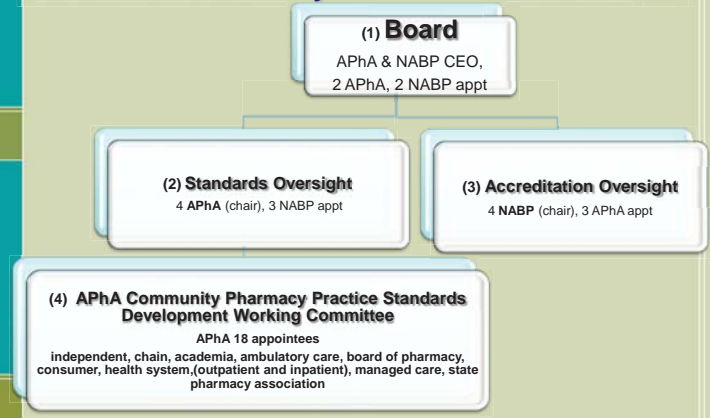 (1) Board
APhA & NABP CEO,
2 APhA, 2 NABP appt
(2) Standards Oversight
4 APhA (chair), 3 NABP appt
(3) Accreditation Oversight
4 NABP (chair), 3 APhA appt
(4) APhA Community Pharmacy Practice Standards
Development Working Committee
APhA 18 appointees
independent, chain, academia, ambulatory care, board of pharmacy,
consumer, health system,(outpatient and inpatient), managed care, state
pharmacy association